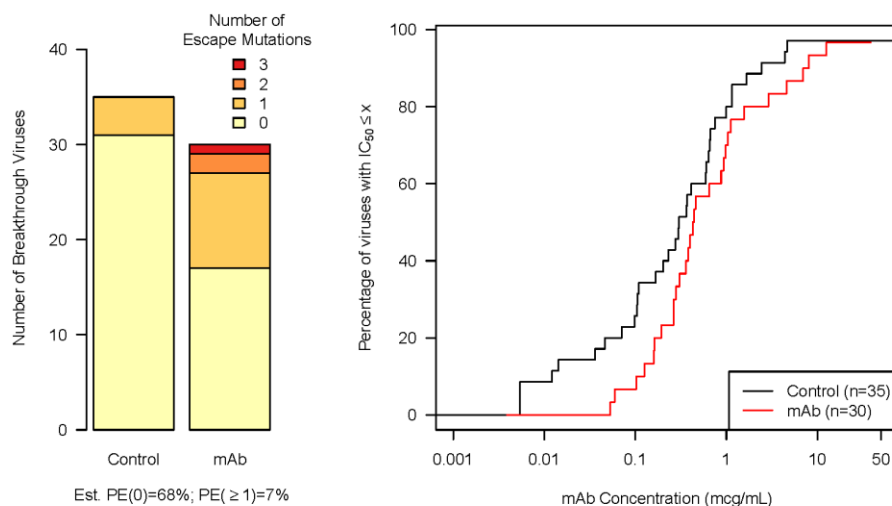 Number of
Escape Mutations
3
2
1
0
Number of Breakthrough Viruses
40
30
20
10
0
Control
mAb
Est. PE(0)=68%; PE( ≥ 1)=7%
Percentage of viruses with IC50 ≤ x
100
80
60
40
20
0
Control (n=35)
mAb (n=30)
0.001
0.01
0.1
1
10
50
mAb Concentration (mcg/mL)